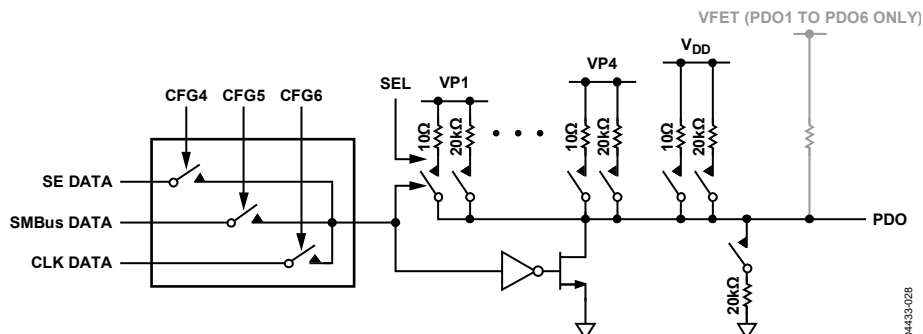 VFET (PDO1 TO PDO6 ONLY)
VDD
VP4
CFG4 CFG5 CFG6 SEL VP1
10Ω 20kΩ 10Ω 20kΩ 10Ω 20kΩ
SE DATA
SMBus DATA
PDO
CLK DATA
20kΩ
04433-028